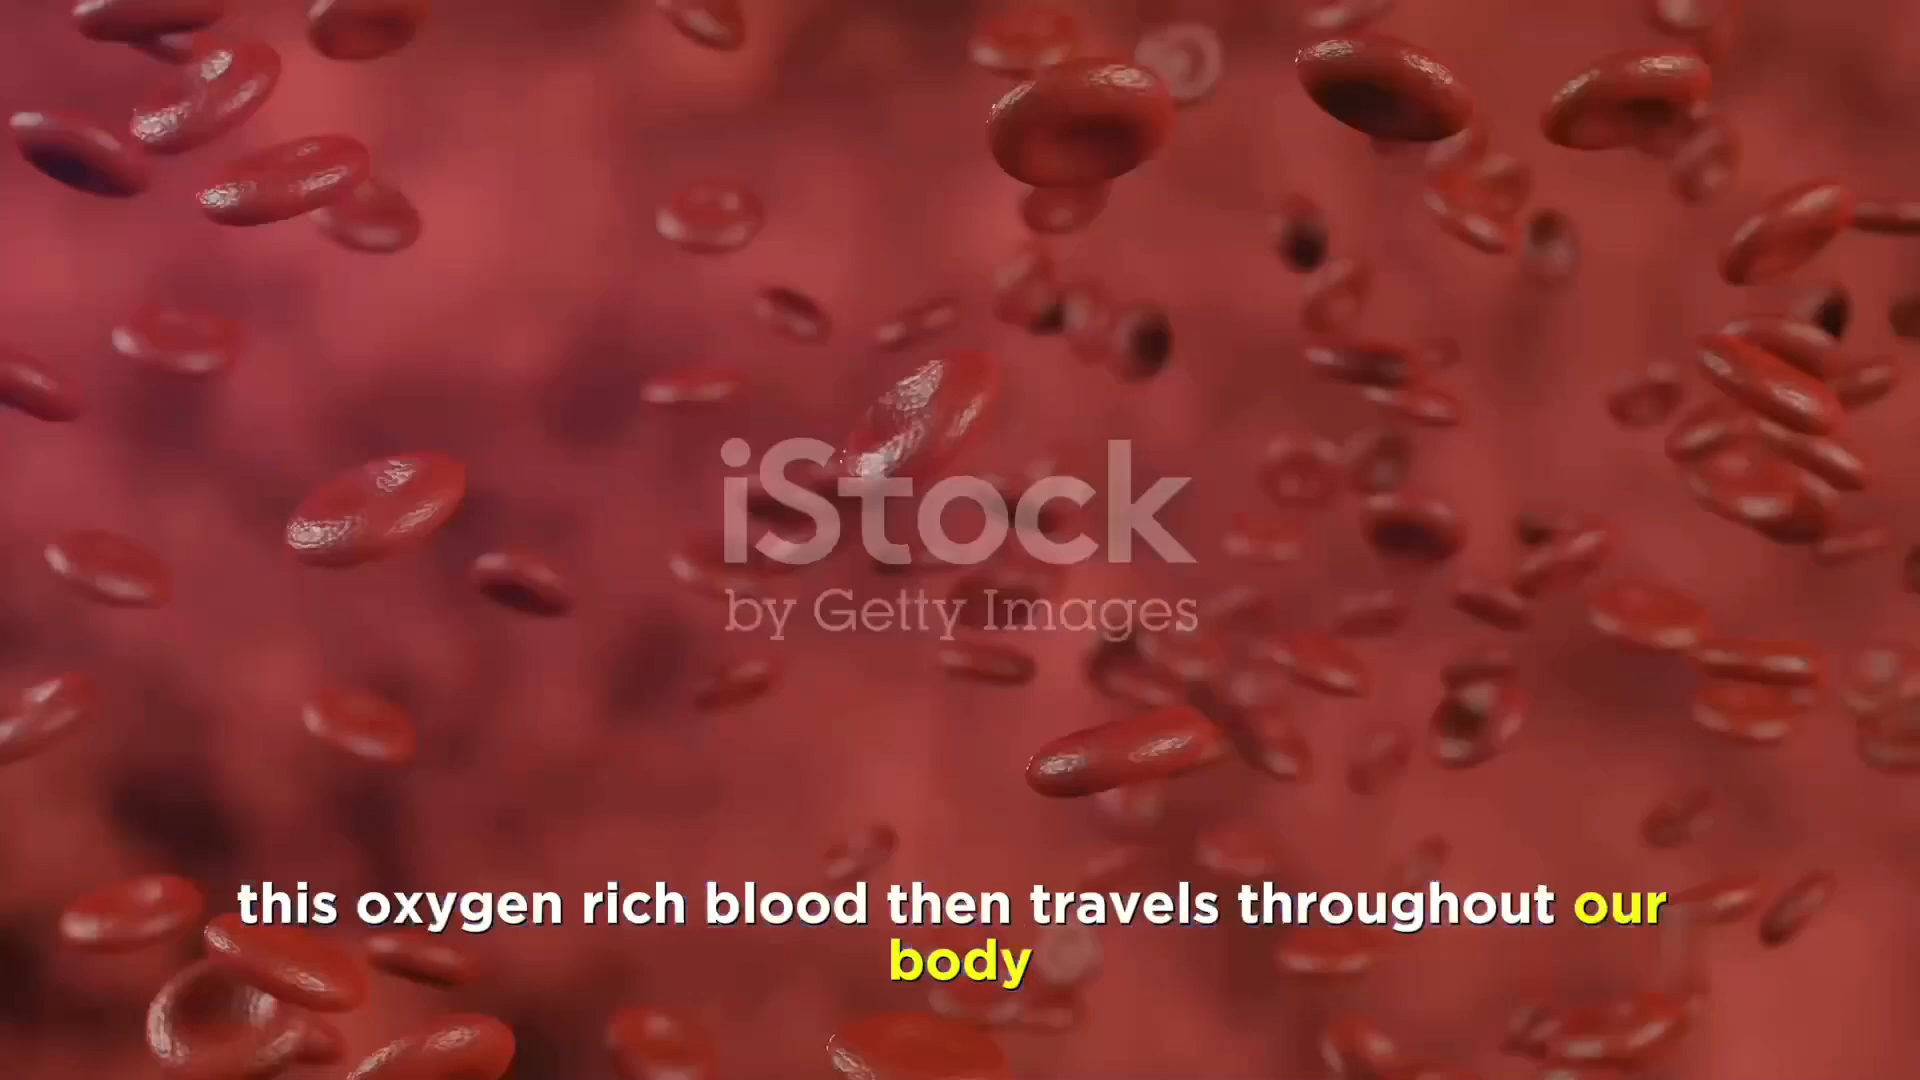 iStock
by Getty Images
this oxygen rich blood then travels throughout our
body